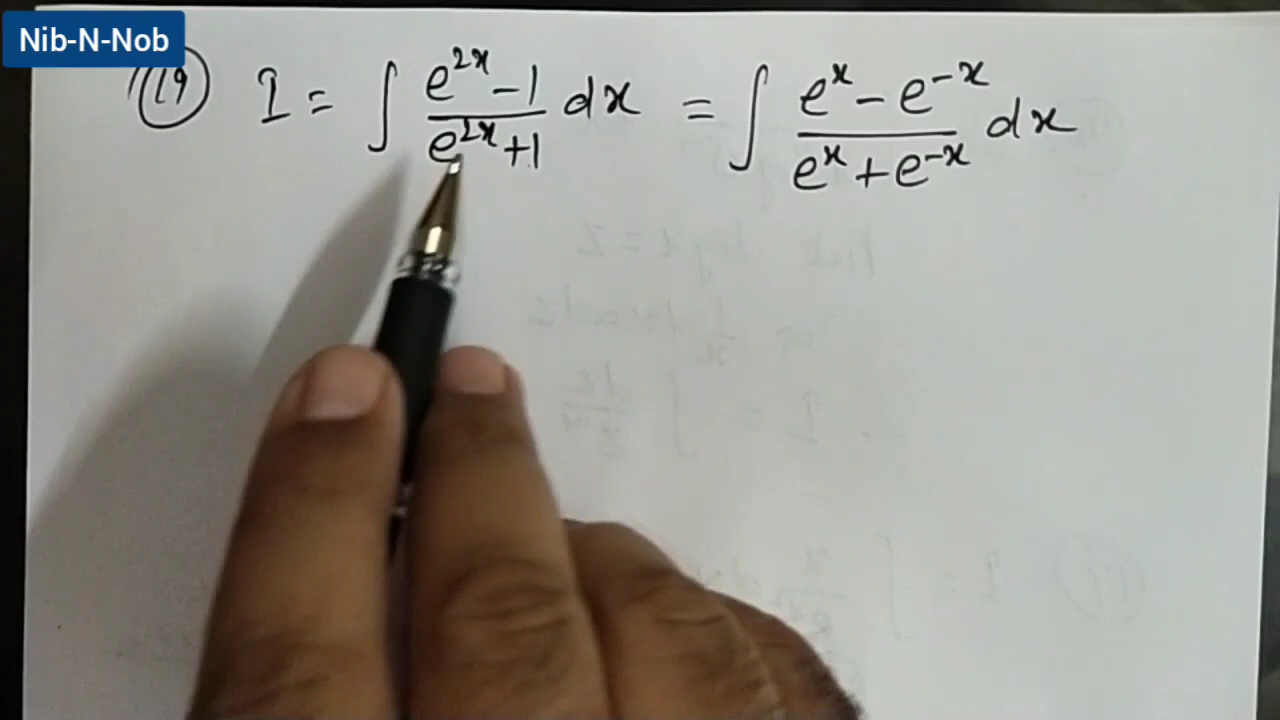 Nib-N-Nob
(19) I = ∫ (e^{2x} - 1)/(e^{2x} + 1) dx = ∫ (e^x - e^{-x})/(e^x + e^{-x}) dx